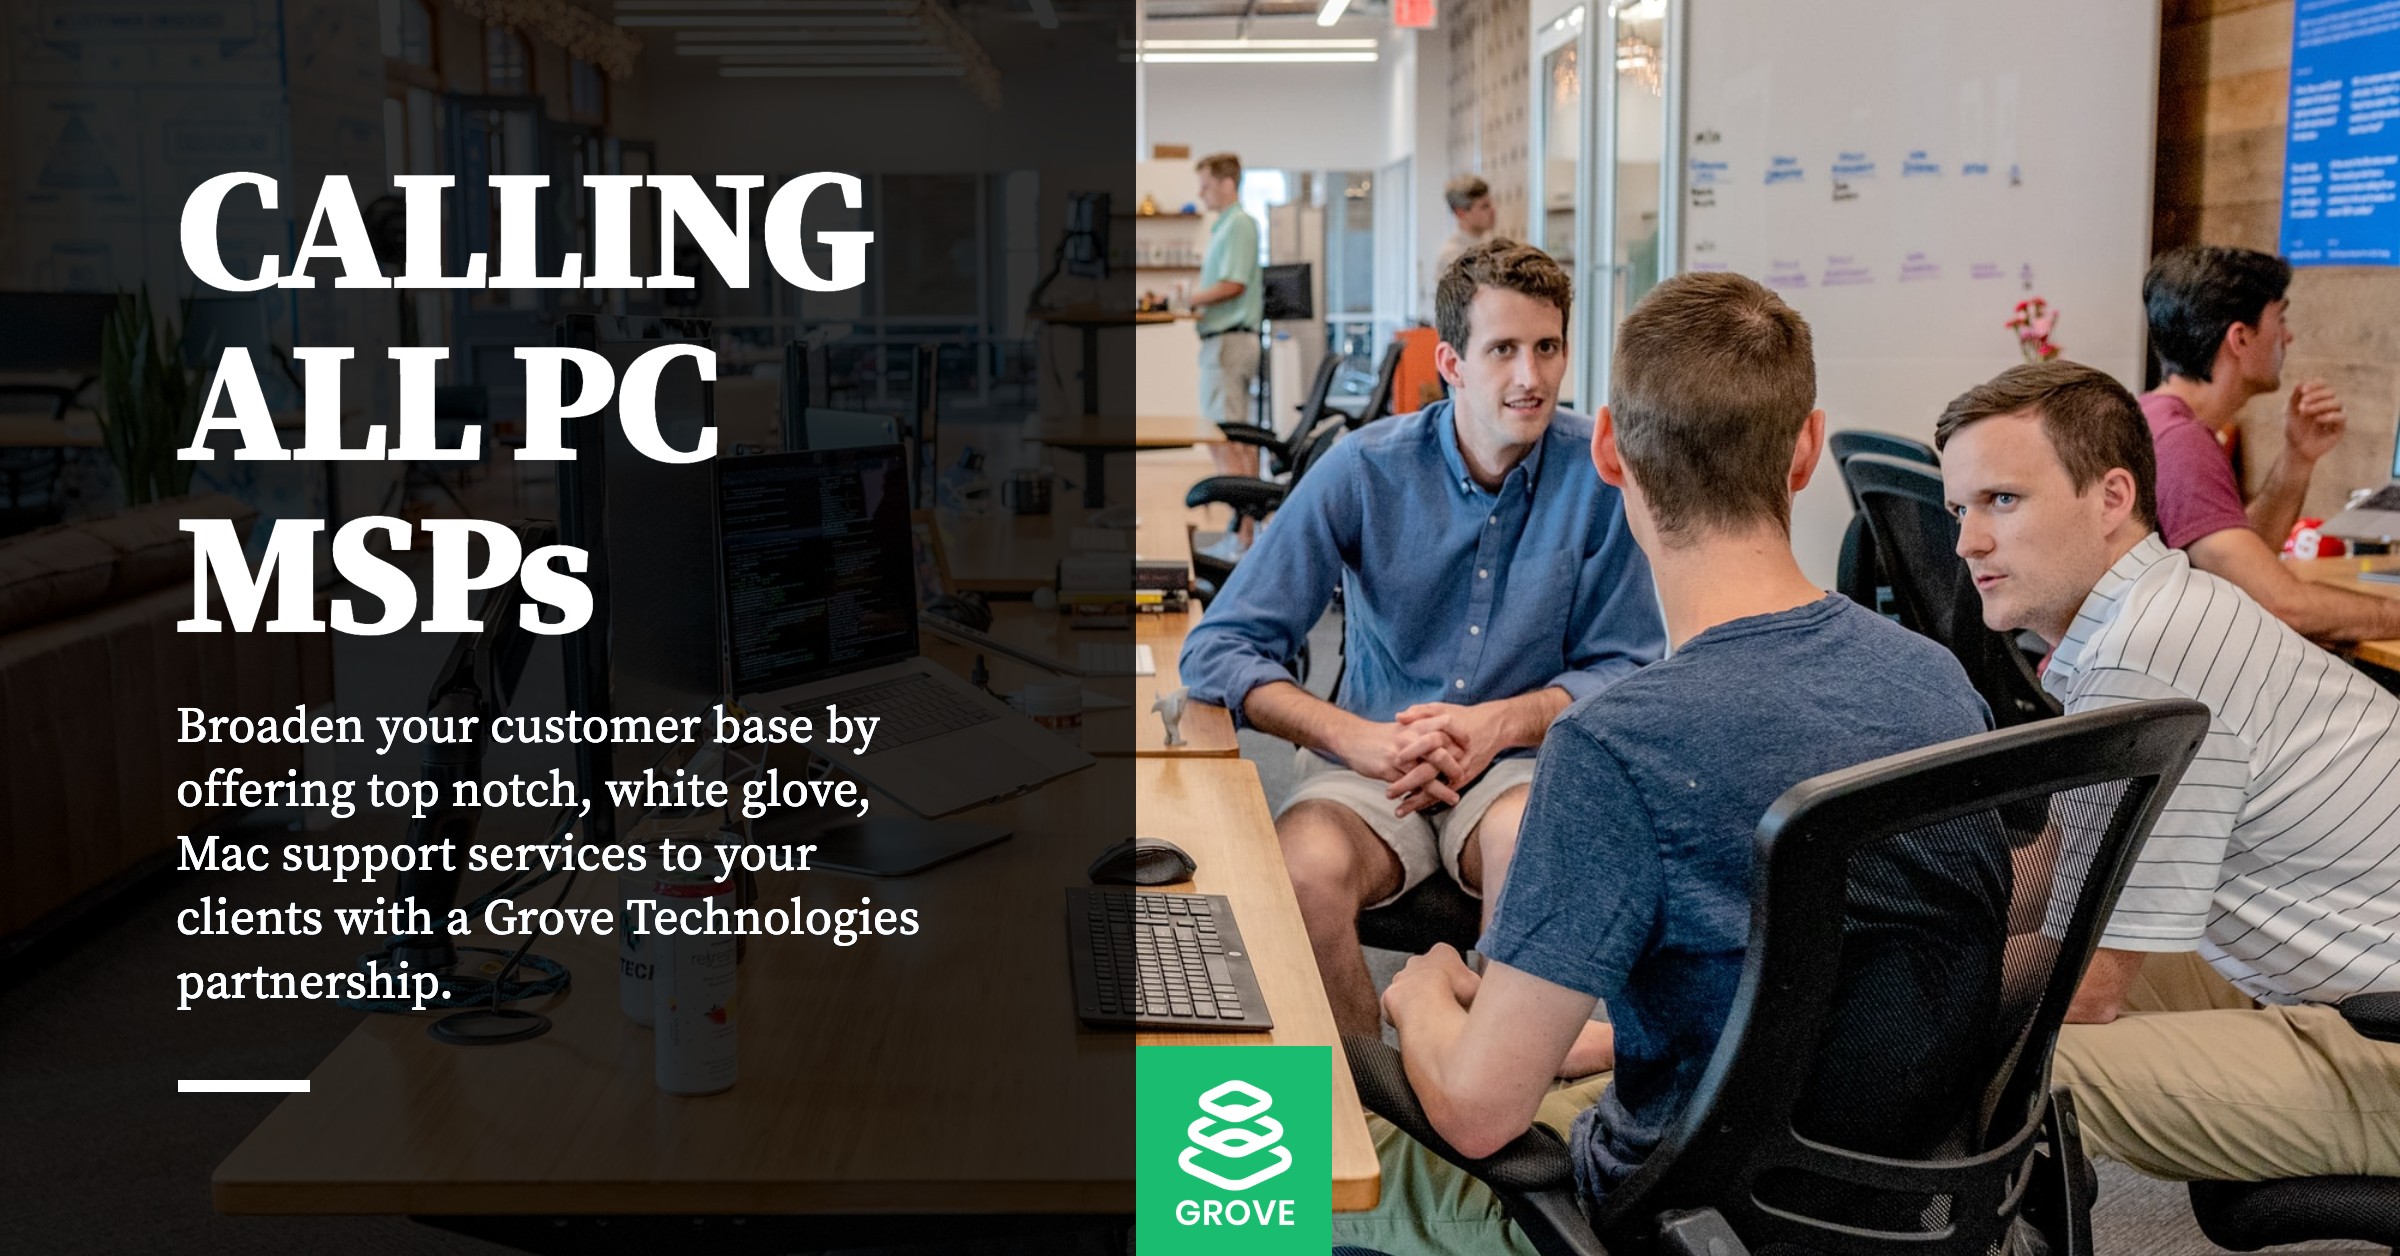 CALLING
ALL PC
MSPs
Broaden your customer base by
offering top notch, white glove,
Mac support services to your
clients with a Grove Technologies
partnership.
GROVE